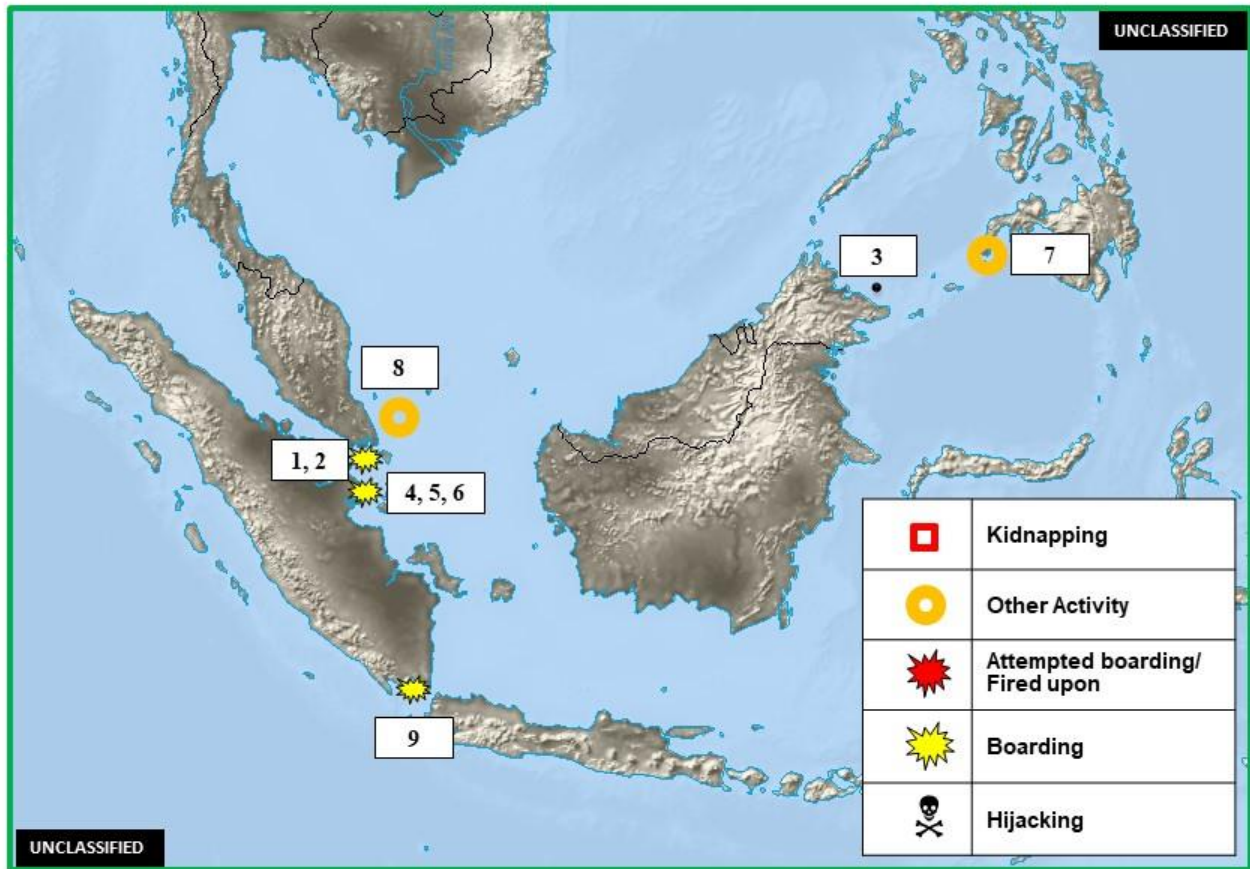 UNCLASSIFIED
3
7
8
1, 2
4, 5, 6
9
Kidnapping
Other Activity
Attempted boarding/
Fired upon
Boarding
Hijacking
UNCLASSIFIED